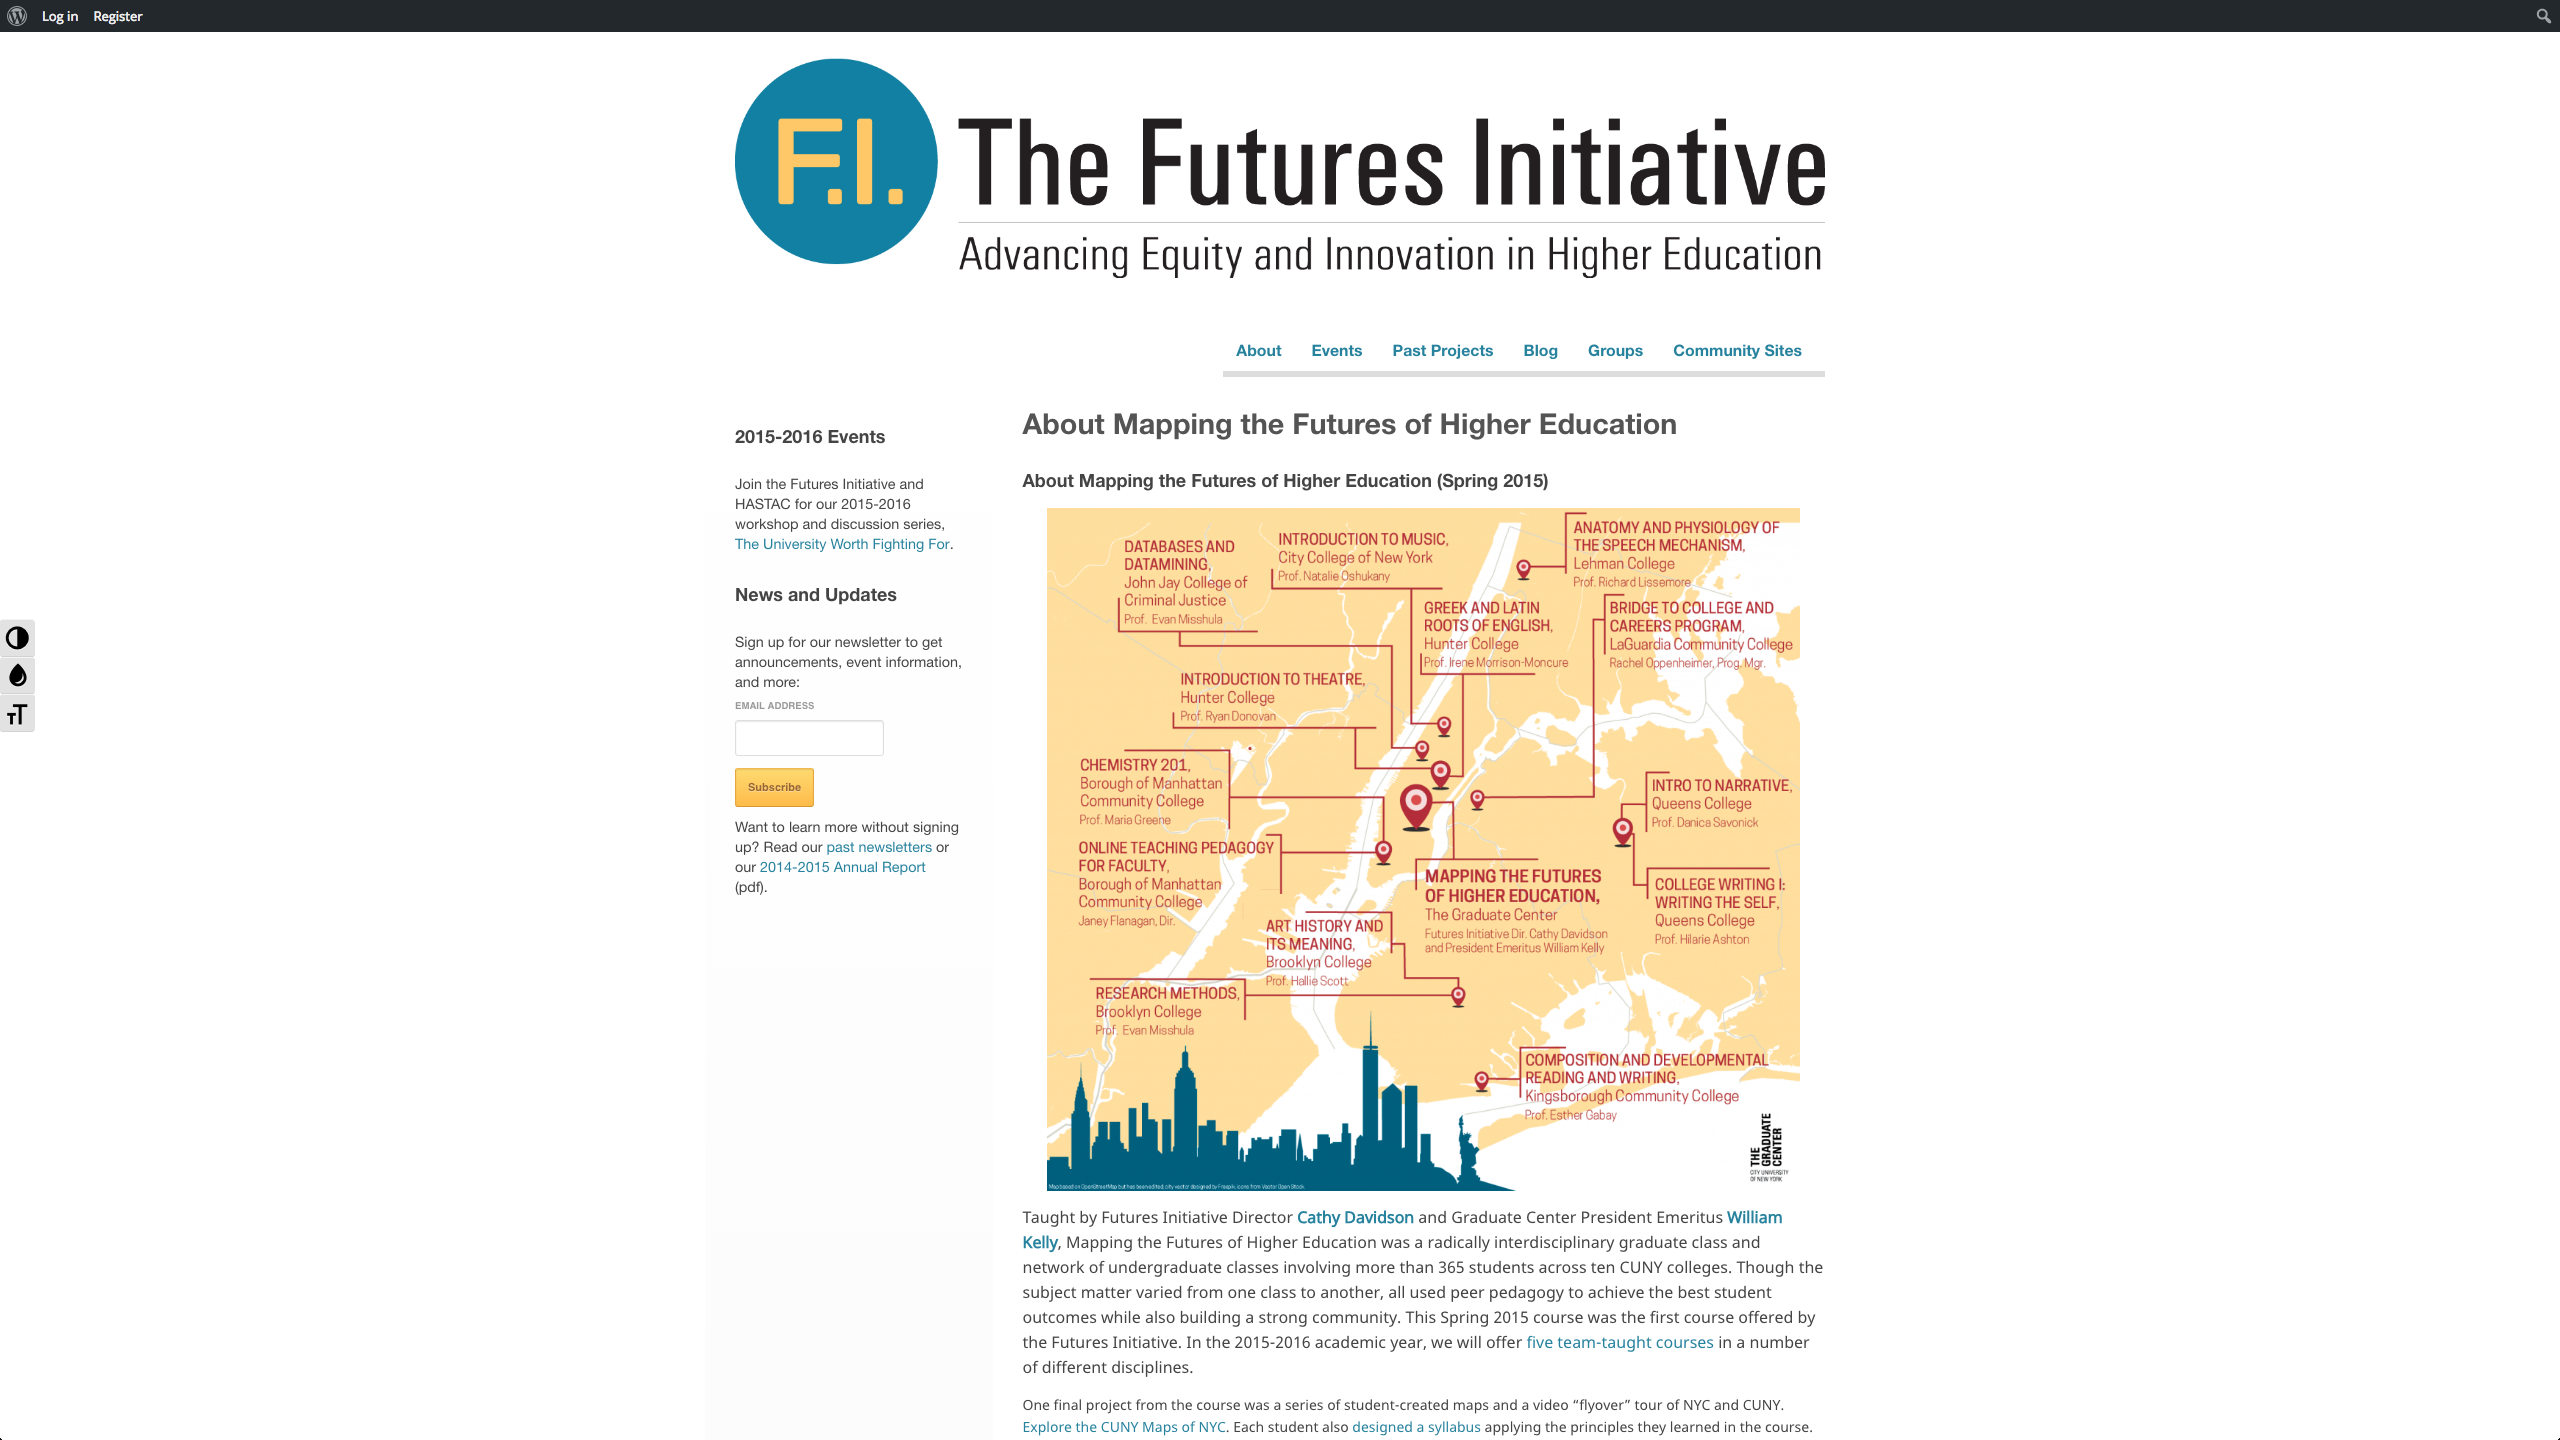 Log in Register
F.I.
The Futures Initiative
Advancing Equity and Innovation in Higher Education
About Events Past Projects Blog Groups Community Sites
2015-2016 Events
Join the Futures Initiative and
HASTAC for our 2015-2016
workshop and discussion series,
The University Worth Fighting For.
News and Updates
Sign up for our newsletter to get
announcements, event information,
and more:
EMAIL ADDRESS
Subscribe
Want to learn more without signing
up? Read our past newsletters or
our 2014-2015 Annual Report
(pdf).
About Mapping the Futures of Higher Education
About Mapping the Futures of Higher Education (Spring 2015)
DATABASES AND
DATAMINING,
John Jay College of
Criminal Justice
Prof. Evan Misshula
INTRODUCTION TO MUSIC,
City College of New York
Prof. Natalie Oshukany
ANATOMY AND PHYSIOLOGY OF
THE SPEECH MECHANISM,
Lehman College
Prof. Richard Lissemore
GREEK AND LATIN
ROOTS OF ENGLISH,
Hunter College
Prof. Irene Morrison-Moncure
BRIDGE TO COLLEGE AND
CAREERS PROGRAM,
LaGuardia Community College
Rachel Oppenheimer, Prog. Mgr.
INTRODUCTION TO THEATRE,
Hunter College
Prof. Ryan Donovan
CHEMISTRY 201,
Borough of Manhattan
Community College
Prof. Maria Greene
INTRO TO NARRATIVE,
Queens College
Prof. Danica Savonick
ONLINE TEACHING PEDAGOGY
FOR FACULTY,
Borough of Manhattan
Community College
Janey Flanagan, Dir.
MAPPING THE FUTURES
OF HIGHER EDUCATION,
The Graduate Center
Futures Initiative Dir. Cathy Davidson
and President Emeritus William Kelly
COLLEGE WRITING I:
WRITING THE SELF,
Queens College
Prof. Hilarie Ashton
ART HISTORY AND
ITS MEANING,
Brooklyn College
Prof. Hallie Scott
RESEARCH METHODS,
Brooklyn College
Prof. Evan Misshula
COMPOSITION AND DEVELOPMENTAL
READING AND WRITING,
Kingsborough Community College
Prof. Esther Gabay
THE
GRADUATE
CENTER
CITY UNIVERSITY
OF NEW YORK
Map based on OpenStreetMap but has been edited; city vector designed by Freepik; icons from Vector Open Stock
Taught by Futures Initiative Director Cathy Davidson and Graduate Center President Emeritus William
Kelly, Mapping the Futures of Higher Education was a radically interdisciplinary graduate class and
network of undergraduate classes involving more than 365 students across ten CUNY colleges. Though the
subject matter varied from one class to another, all used peer pedagogy to achieve the best student
outcomes while also building a strong community. This Spring 2015 course was the first course offered by
the Futures Initiative. In the 2015-2016 academic year, we will offer five team-taught courses in a number
of different disciplines.
One final project from the course was a series of student-created maps and a video “flyover” tour of NYC and CUNY.
Explore the CUNY Maps of NYC. Each student also designed a syllabus applying the principles they learned in the course.